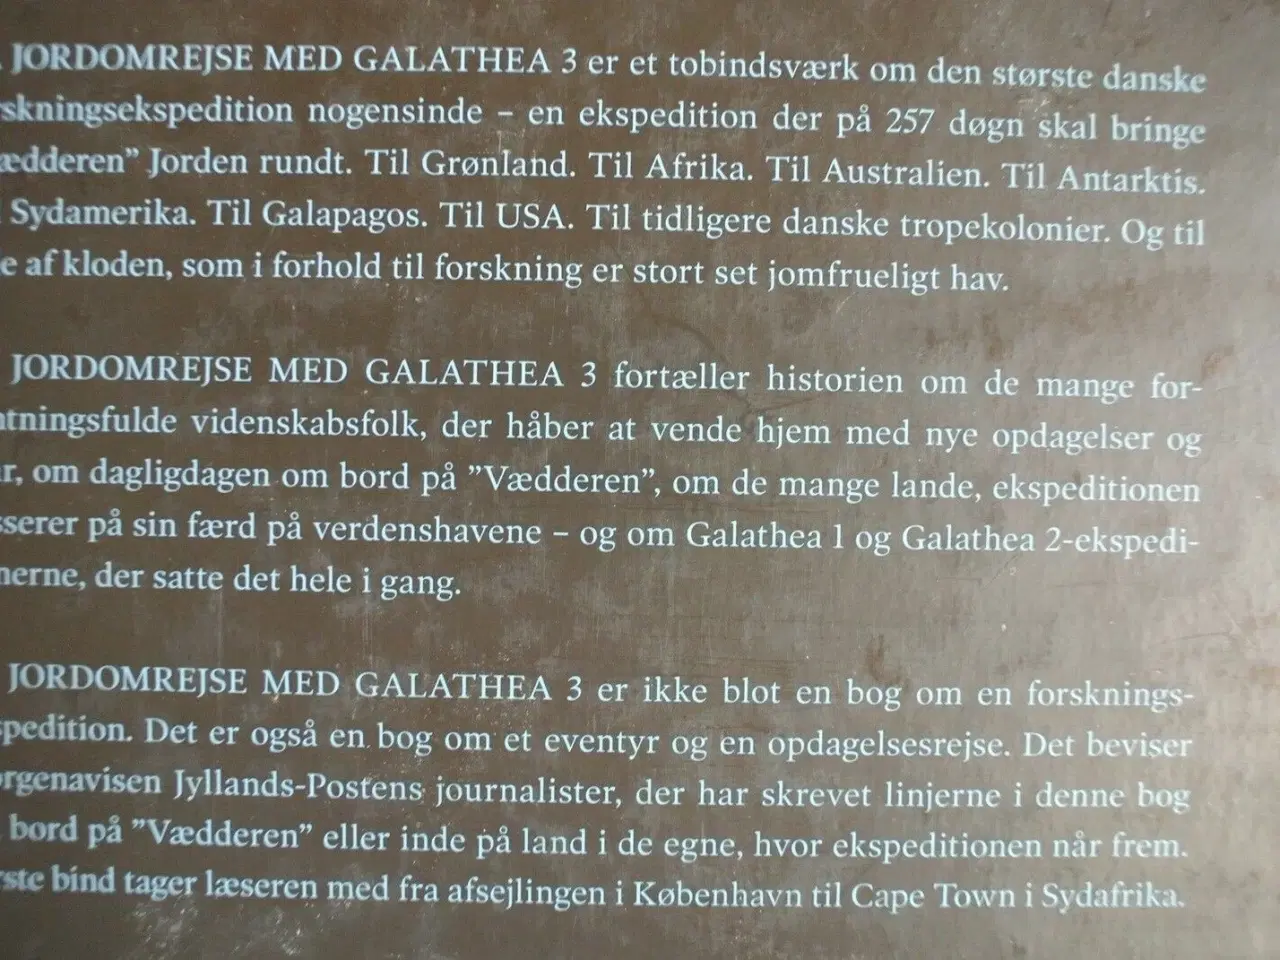 JORDOMREJSE MED GALATHEA 3 er et tobindsværk om den største danske
skningsekspedition nogensinde – en ekspedition der på 257 døgn skal bringe
ædderen” Jorden rundt. Til Grønland. Til Afrika. Til Australien. Til Antarktis.
Sydamerika. Til Galapagos. Til USA. Til tidligere danske tropekolonier. Og til
e af kloden, som i forhold til forskning er stort set jomfrueligt hav.
JORDOMREJSE MED GALATHEA 3 fortæller historien om de mange for-
tningsfulde videnskabsfolk, der håber at vende hjem med nye opdagelser og
r, om dagligdagen om bord på ”Vædderen”, om de mange lande, ekspeditionen
sserer på sin færd på verdenshavene – og om Galathea 1 og Galathea 2-ekspedi-
nerne, der satte det hele i gang.
JORDOMREJSE MED GALATHEA 3 er ikke blot en bog om en forsknings-
pedition. Det er også en bog om et eventyr og en opdagelsesrejse. Det beviser
rgenavisen Jyllands-Postens journalister, der har skrevet linjerne i denne bog
bord på ”Vædderen” eller inde på land i de egne, hvor ekspeditionen når frem.
rste bind tager læseren med fra afsejlingen i København til Cape Town i Sydafrika.